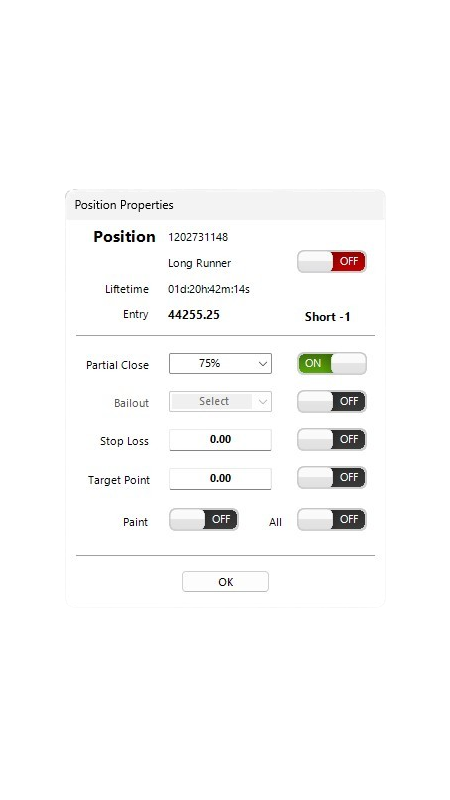 Position Properties
Position 1202731148
Long Runner OFF
Liftetime 01d:20h:42m:14s
Entry 44255.25 Short -1
Partial Close 75% ON
Bailout Select OFF
Stop Loss 0.00 OFF
Target Point 0.00 OFF
Paint OFF All OFF
OK